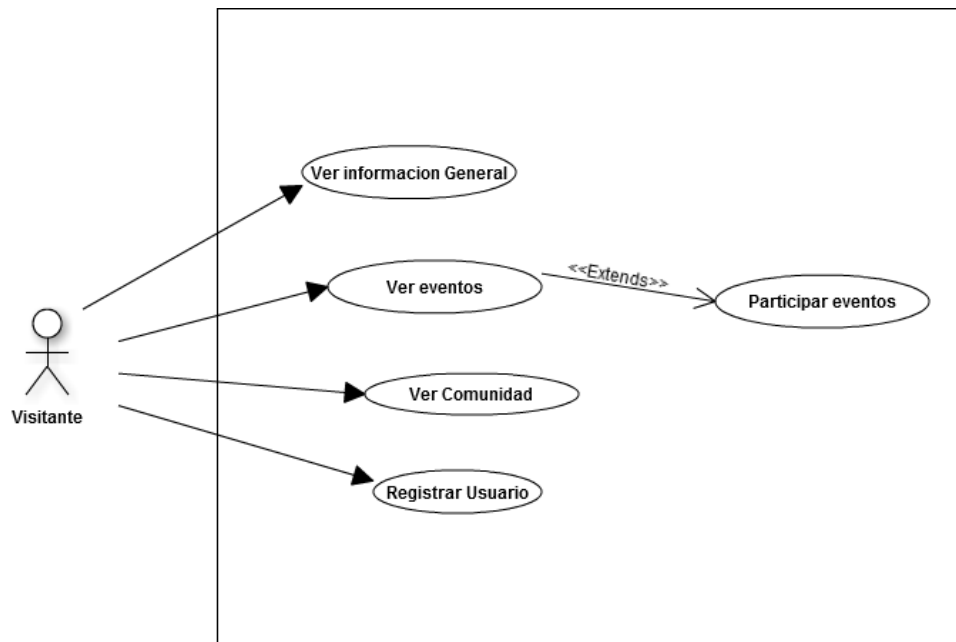 Ver informacion General
Ver eventos
<<Extends>>
Participar eventos
Ver Comunidad
Visitante
Registrar Usuario